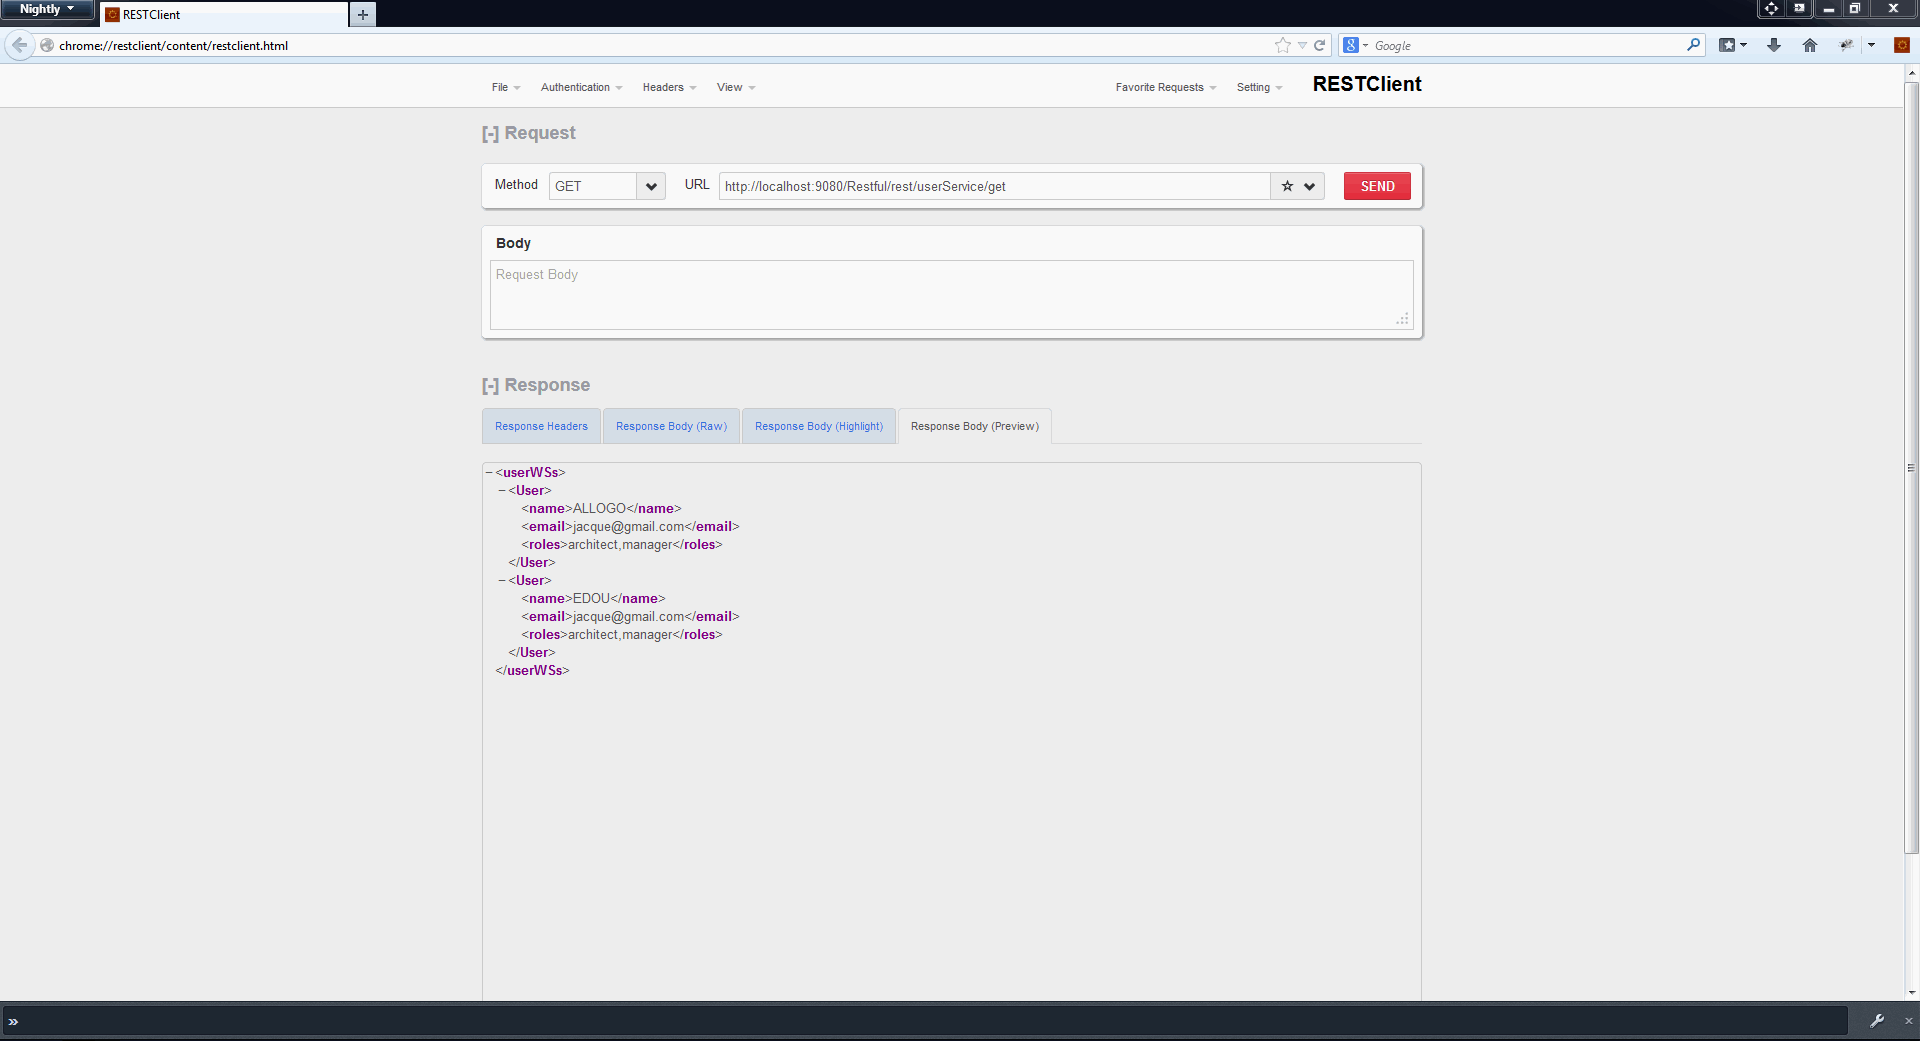 Nightly
RESTClient
chrome://restclient/content/restclient.html
Google
File
Authentication
Headers
View
Favorite Requests
Setting
RESTClient
[-] Request
Method
GET
URL
http://localhost:9080/Restful/rest/userService/get
SEND
Body
Request Body
[-] Response
Response Headers
Response Body (Raw)
Response Body (Highlight)
Response Body (Preview)
−<userWSs>
−<User>
<name>ALLOGO</name>
<email>jacque@gmail.com</email>
<roles>architect,manager</roles>
</User>
−<User>
<name>EDOU</name>
<email>jacque@gmail.com</email>
<roles>architect,manager</roles>
</User>
</userWSs>
»